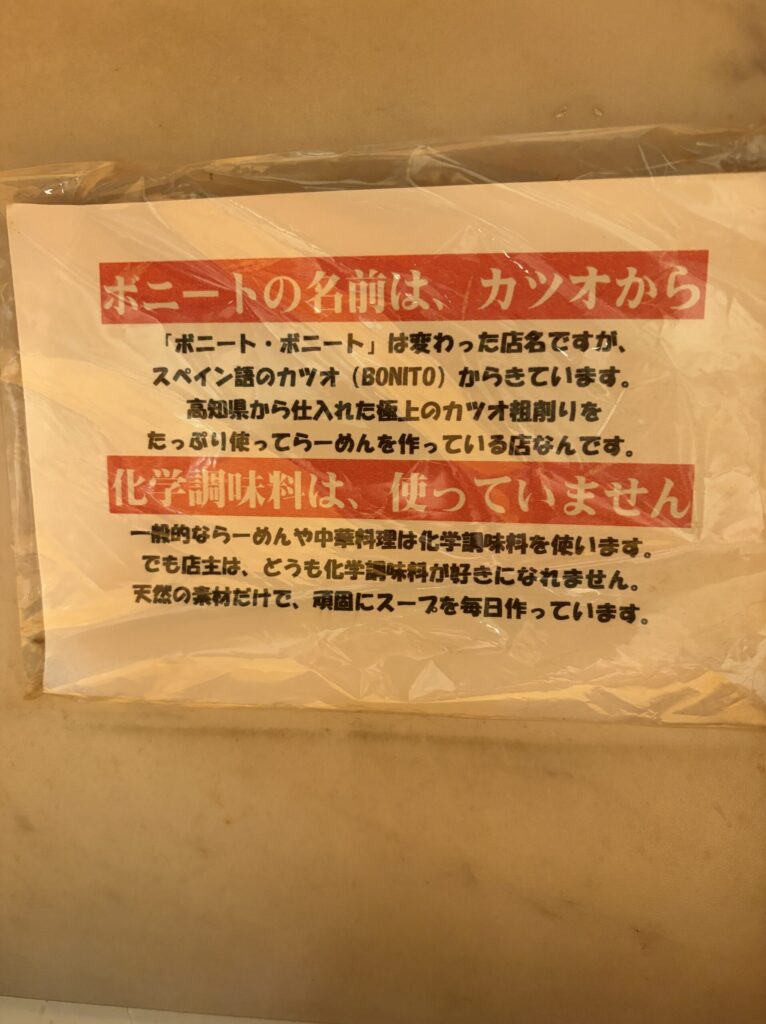 ボニートの名前は、カツオから
「ボニート・ボニート」は変わった店名ですが、
スペイン語のカツオ（BONITO）からきています。
高知県から仕入れた極上のカツオ粗削りを
たっぷり使ってらーめんを作っている店なんです。
化学調味料は、使っていません
一般的ならーめんや中華料理は化学調味料を使います。
でも店主は、どうも化学調味料が好きになれません。
天然の素材だけで、頑固にスープを毎日作っています。